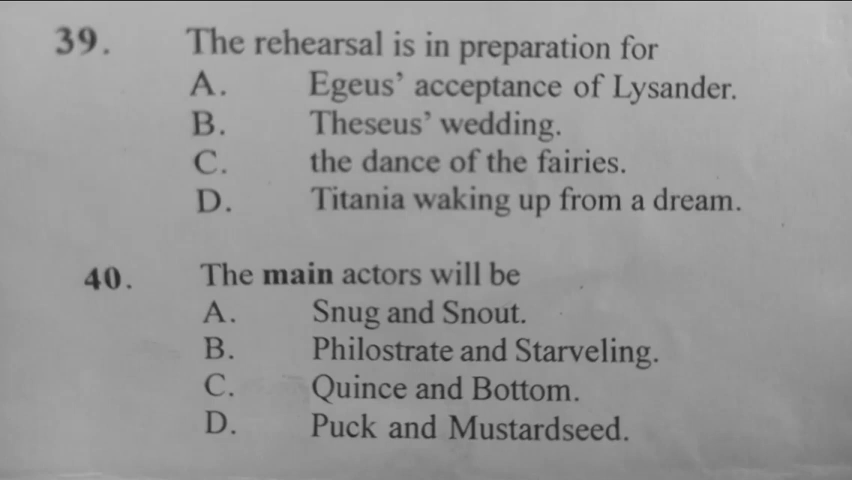 39. The rehearsal is in preparation for
A. Egeus' acceptance of Lysander.
B. Theseus' wedding.
C. the dance of the fairies.
D. Titania waking up from a dream.
40. The main actors will be
A. Snug and Snout.
B. Philostrate and Starveling.
C. Quince and Bottom.
D. Puck and Mustardseed.